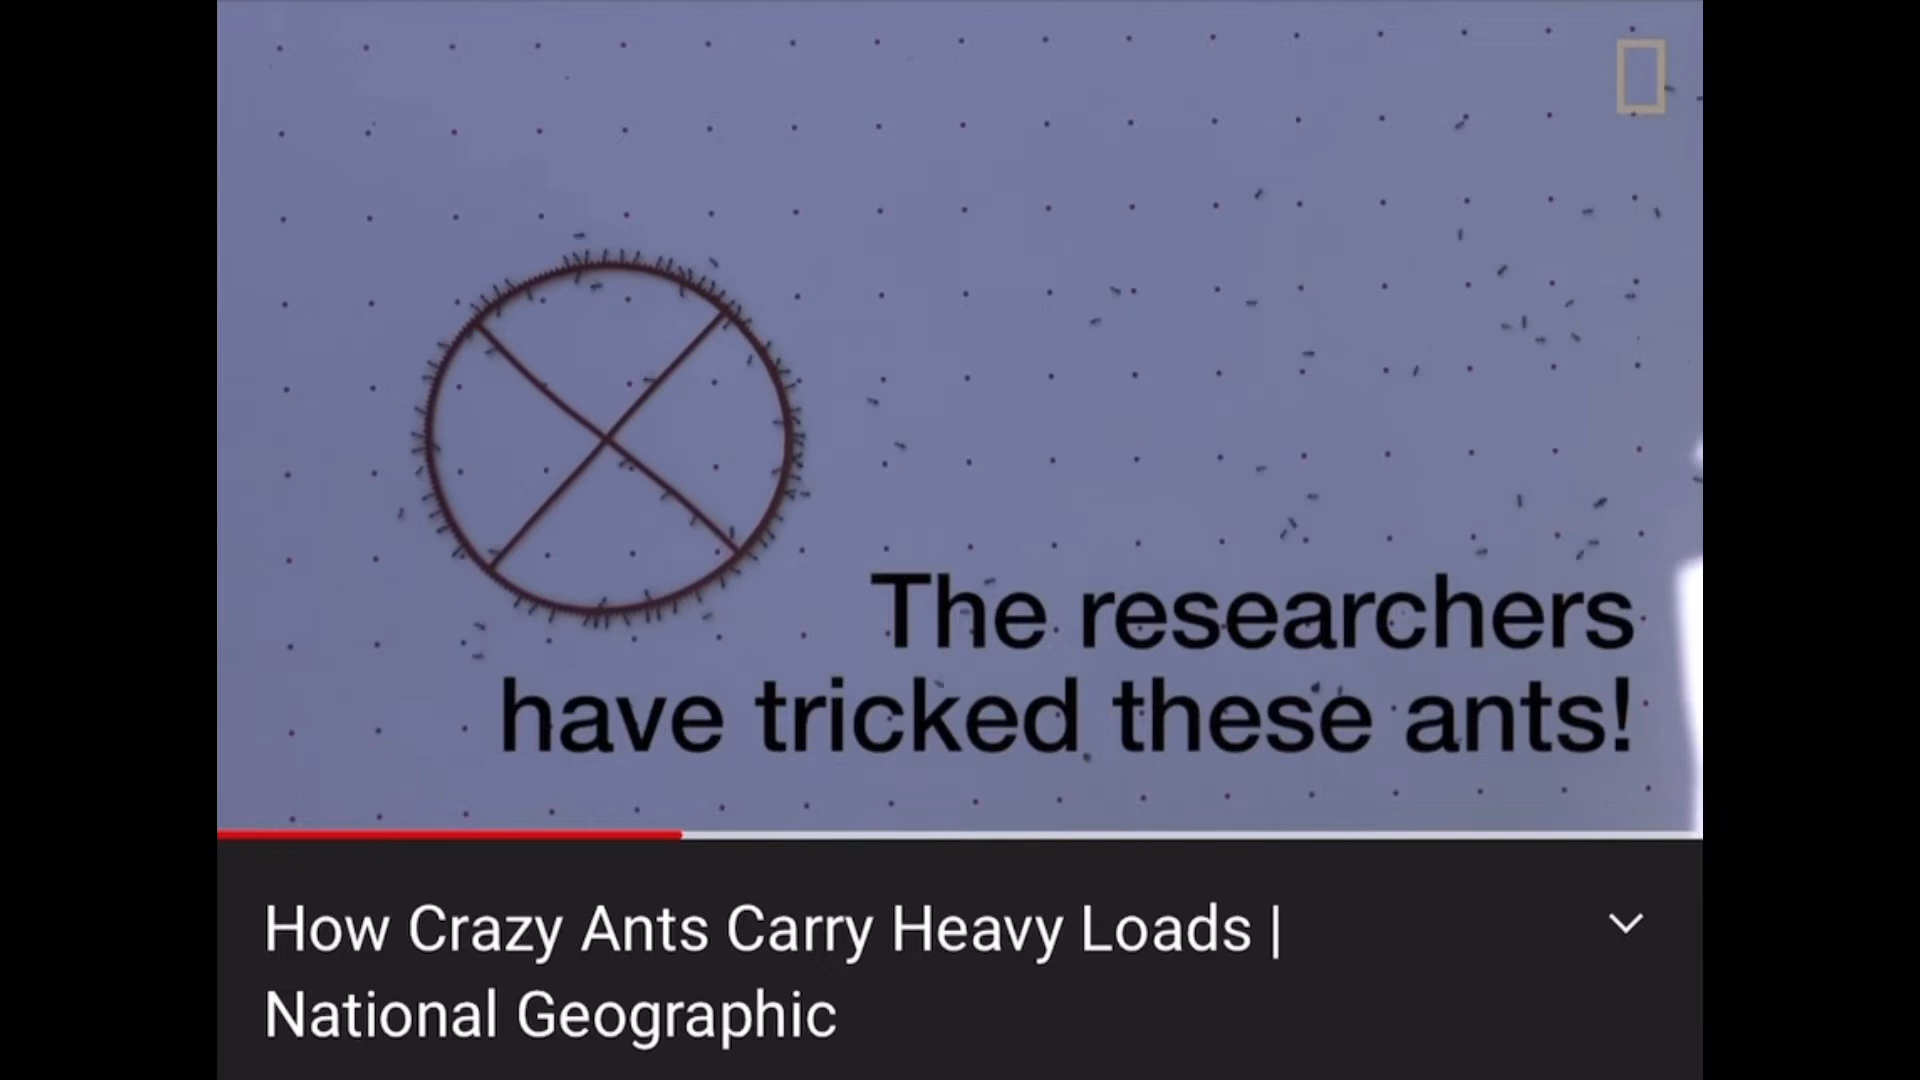 The researchers
have tricked these ants!
How Crazy Ants Carry Heavy Loads |
National Geographic